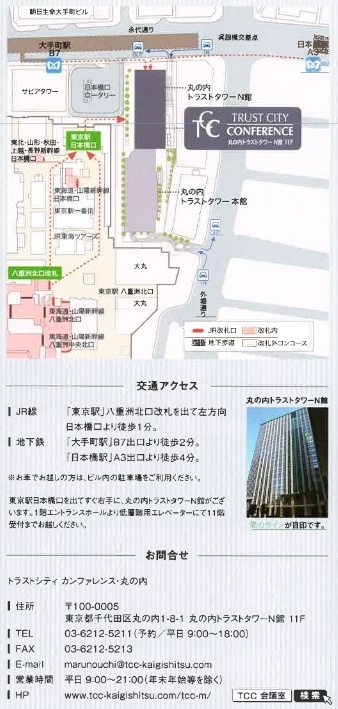 朝日生命大手町ビル
永代通り
呉服橋交差点
大手町駅
B7
日本橋駅
A3出口
サピアタワー
日本橋口
ロータリー
丸の内
トラストタワーN館
TCC TRUST CITY
CONFERENCE
丸の内トラストタワーN館 11F
東京駅
日本橋口
東北・山形・秋田・
上越・長野新幹線
日本橋口
東海道・山陽新幹線
日本橋口
東京駅一番街
JR東海ツアーズ
丸の内
トラストタワー 本館
八重洲北口改札
大丸
東京駅 八重洲北口
大丸
外堀通り
東海道・山陽新幹線
八重洲北口
東海道・山陽新幹線
八重洲中央北口
JR改札口
改札内
地下歩道
改札外コンコース
交通アクセス
JR線 「東京駅」八重洲北口改札を出て左方向
日本橋口より徒歩1分。
地下鉄 「大手町駅」B7出口より徒歩2分。
「日本橋駅」A3出口より徒歩4分。
※お車でお越しの方は、ビル内の駐車場をご利用ください。
東京駅日本橋口を出てすぐ右手に、丸の内トラストタワーN館がござ
います。1階エントランスホールより低層階用エレベーターにて11階
受付までお越しください。
丸の内トラストタワーN館
緑のラインが目印です。
お問合せ
トラストシティ カンファレンス・丸の内
住所 〒100-0005
東京都千代田区丸の内1-8-1 丸の内トラストタワーN館 11F
TEL 03-6212-5211(予約／平日 9:00~18:00)
FAX 03-6212-5213
E-mail marunouchi@tcc-kaigishitsu.com
営業時間 平日 9:00~21:00(年末年始等を除く)
HP www.tcc-kaigishitsu.com/tcc-m/
TCC 会議室 検索